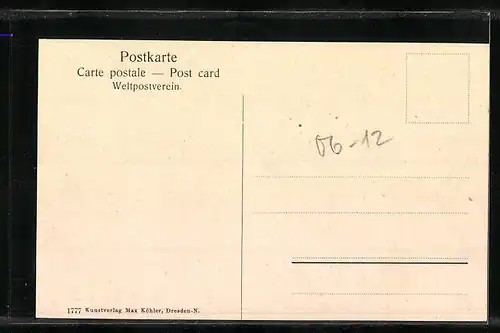 Postkarte
Carte postale — Post card
Weltpostverein.
06-12
1777 Kunstverlag Max Köhler, Dresden-N.